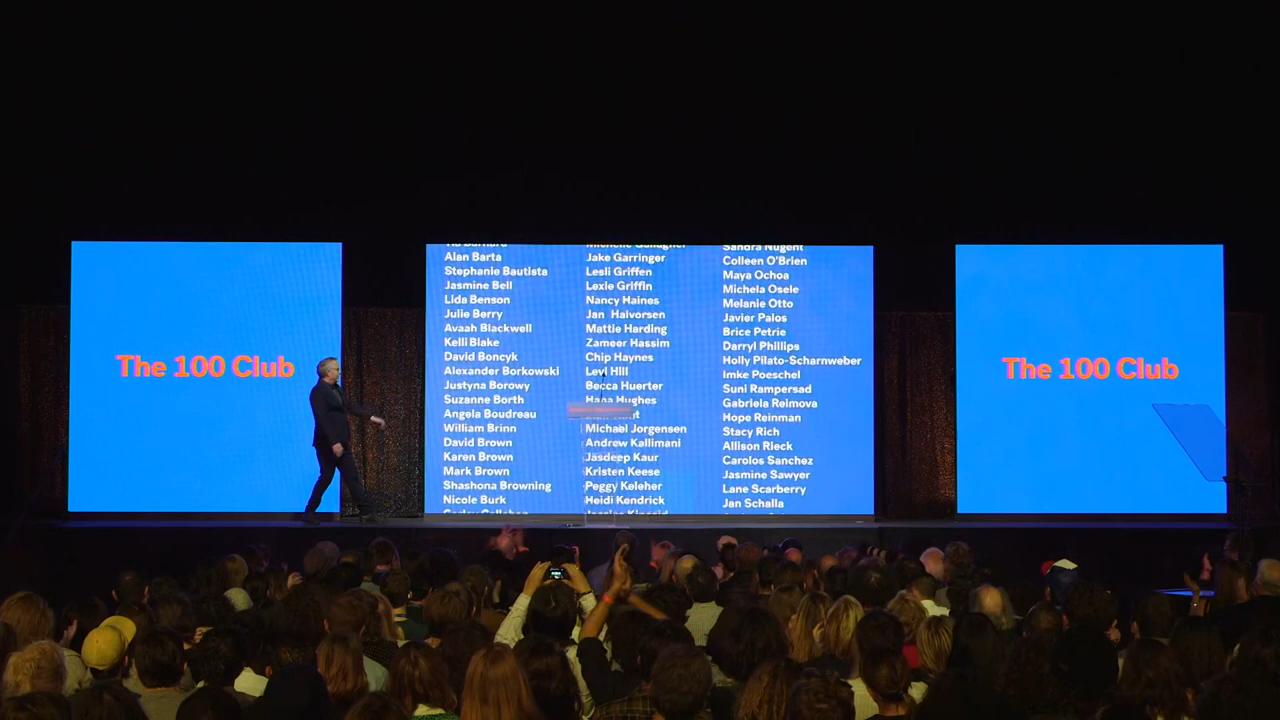 The 100 Club
Alan Barta
Stephanie Bautista
Jasmine Bell
Lida Benson
Julie Berry
Avaah Blackwell
Kelli Blake
David Boncyk
Alexander Borkowski
Justyna Borowy
Suzanne Borth
Angela Boudreau
William Brinn
David Brown
Karen Brown
Mark Brown
Shashona Browning
Nicole Burk
Michelle Gallagher
Jake Garringer
Lesli Griffen
Lexie Griffin
Nancy Haines
Jan Halvorsen
Mattie Harding
Zameer Hassim
Chip Haynes
Levi Hill
Becca Huerter
Hana Hughes
Michael Jorgensen
Andrew Kallimani
Jasdeep Kaur
Kristen Keese
Peggy Keleher
Heidi Kendrick
Sandra Nugent
Colleen O'Brien
Maya Ochoa
Michela Osele
Melanie Otto
Javier Palos
Brice Petrie
Darryl Phillips
Holly Pilato-Scharnweber
Imke Poeschel
Suni Rampersad
Gabriela Reimova
Hope Reinman
Stacy Rich
Allison Rieck
Carolos Sanchez
Jasmine Sawyer
Lane Scarberry
Jan Schalla
The 100 Club